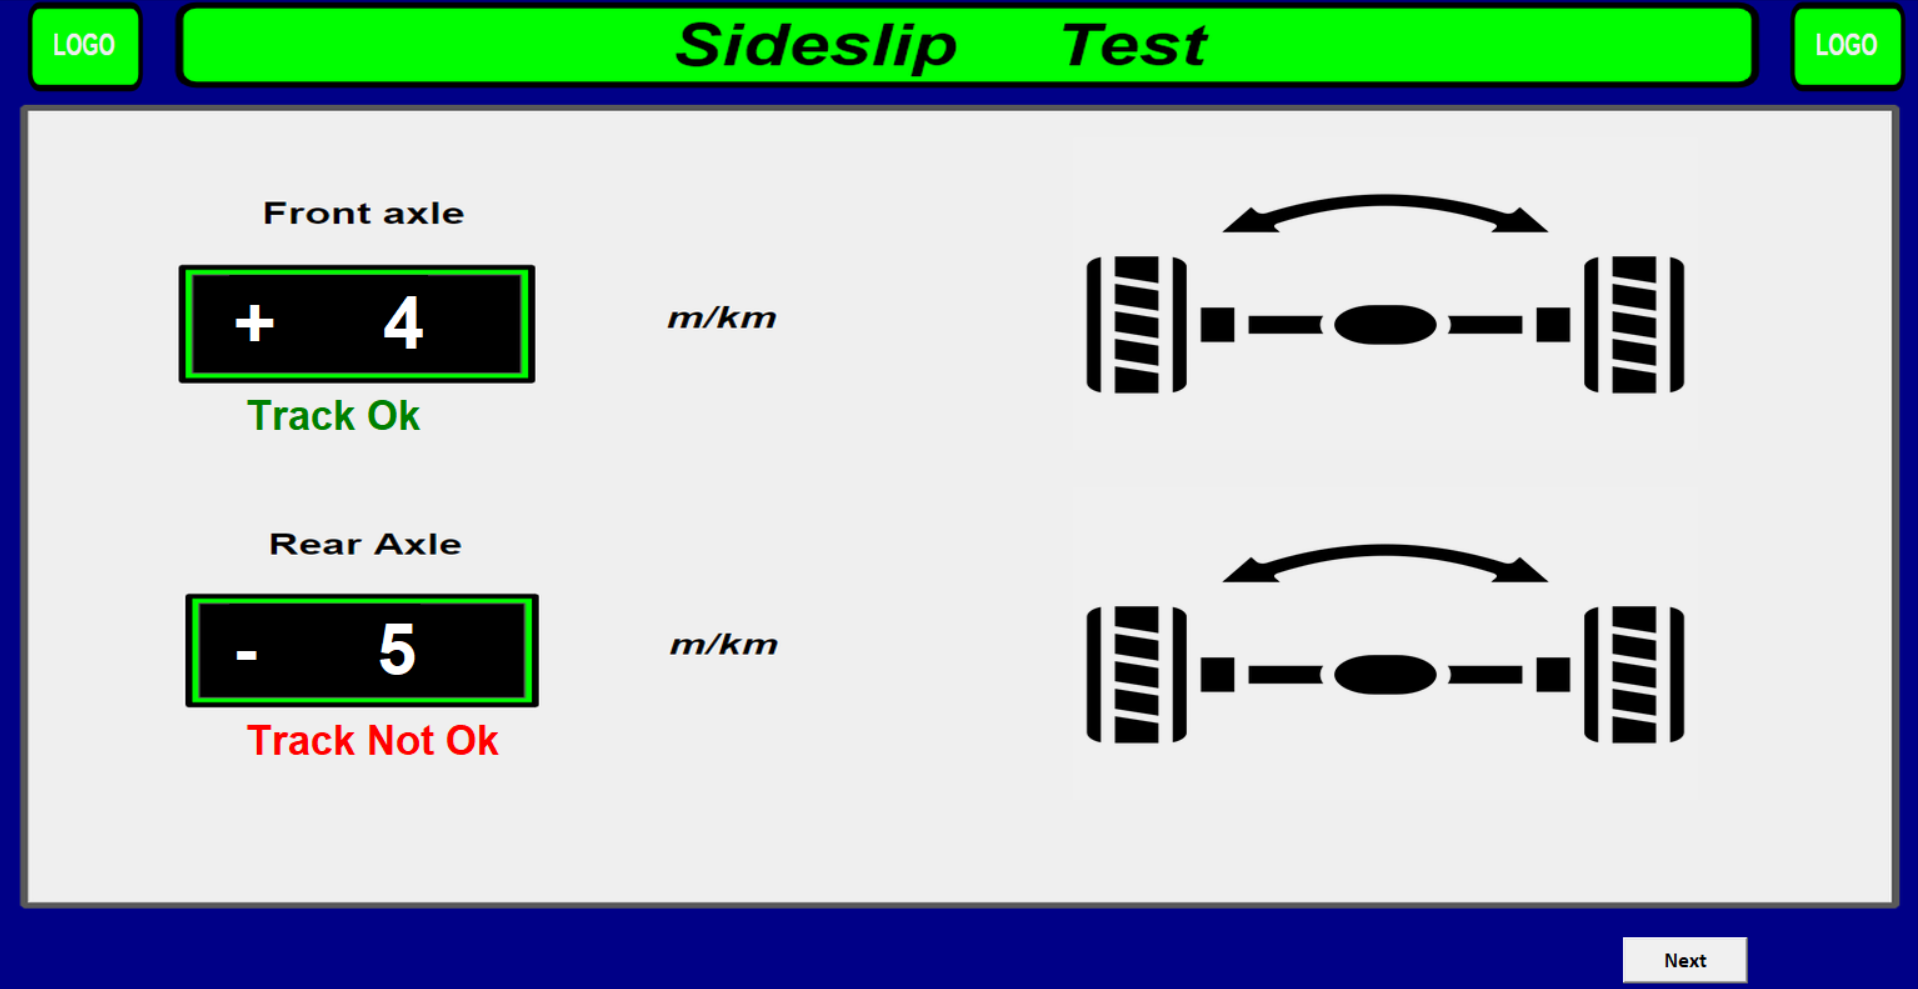 LOGO
Sideslip Test
LOGO
Front axle
+ 4
m/km
Track Ok
Rear Axle
- 5
m/km
Track Not Ok
Next